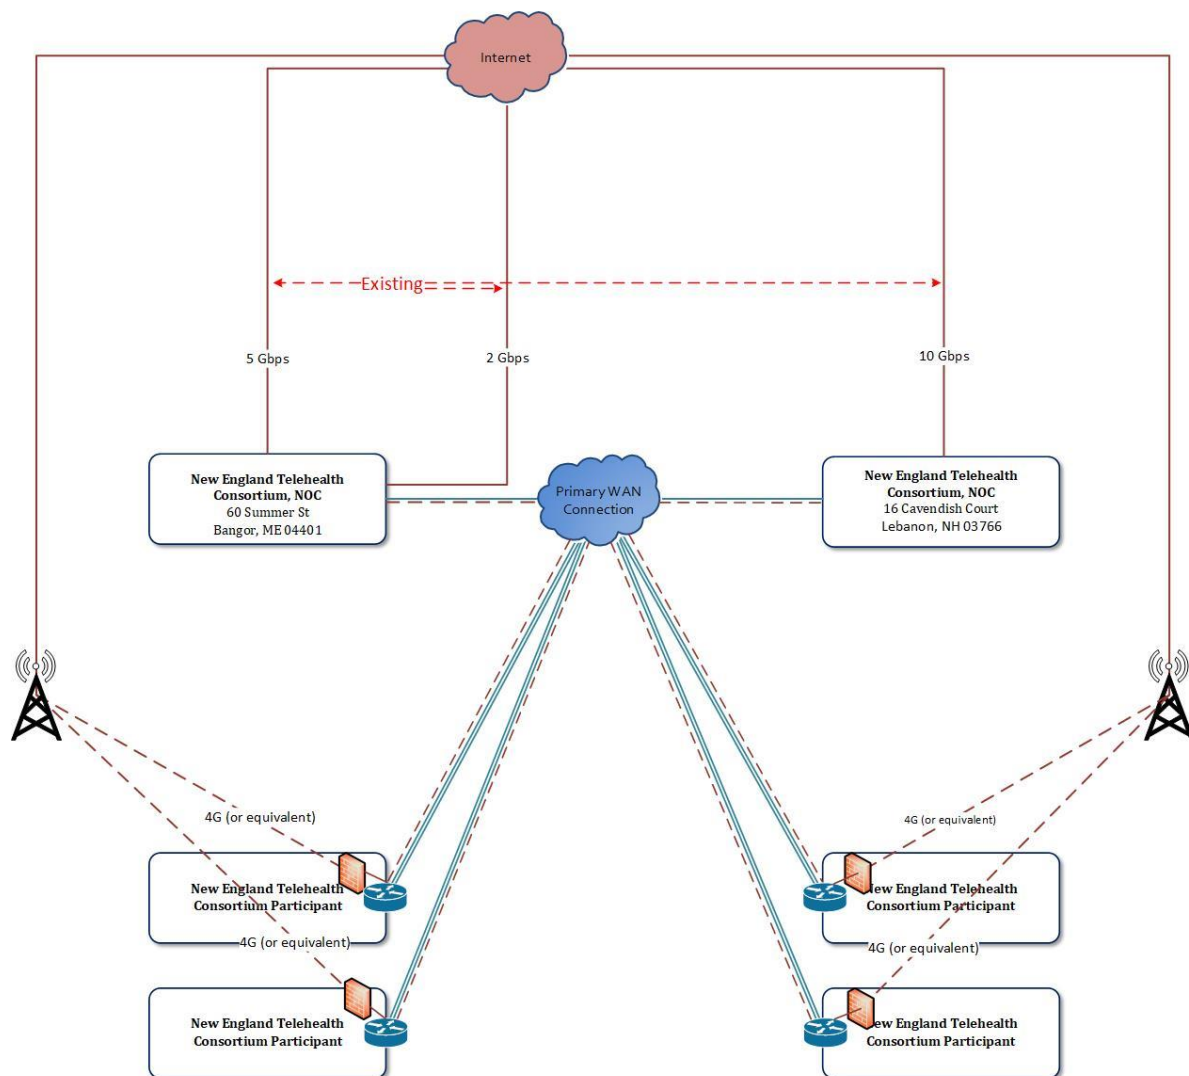 Internet
Existing
5 Gbps
2 Gbps
10 Gbps
New England Telehealth
Consortium, NOC
60 Summer St
Bangor, ME 04401
Primary WAN
Connection
New England Telehealth
Consortium, NOC
16 Cavendish Court
Lebanon, NH 03766
4G (or equivalent)
4G (or equivalent)
New England Telehealth
Consortium Participant
New England Telehealth
Consortium Participant
4G (or equivalent)
4G (or equivalent)
New England Telehealth
Consortium Participant
New England Telehealth
Consortium Participant